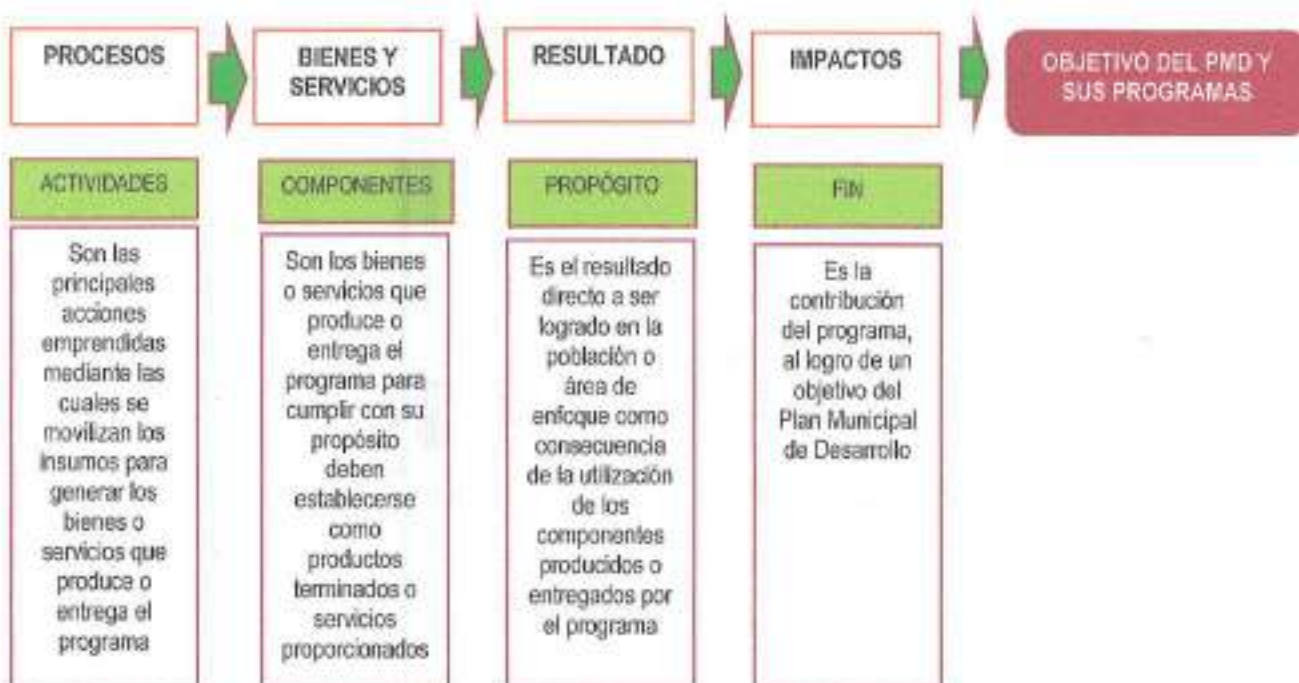 PROCESOS
BIENES Y
SERVICIOS
RESULTADO
IMPACTOS
OBJETIVO DEL PMD Y
SUS PROGRAMAS
ACTIVIDADES
Son las
principales
acciones
emprendidas
mediante las
cuales se
movilizan los
insumos para
generar los
bienes o
servicios que
produce o
entrega el
programa
COMPONENTES
Son los bienes
o servicios que
produce o
entrega el
programa para
cumplir con su
propósito
deben
establecerse
como
productos
terminados o
servicios
proporcionados
PROPÓSITO
Es el resultado
directo a ser
logrado en la
población o
área de
enfoque como
consecuencia
de la utilización
de los
componentes
producidos o
entregados por
el programa
FIN
Es la
contribución
del programa,
al logro de un
objetivo del
Plan Municipal
de Desarrollo